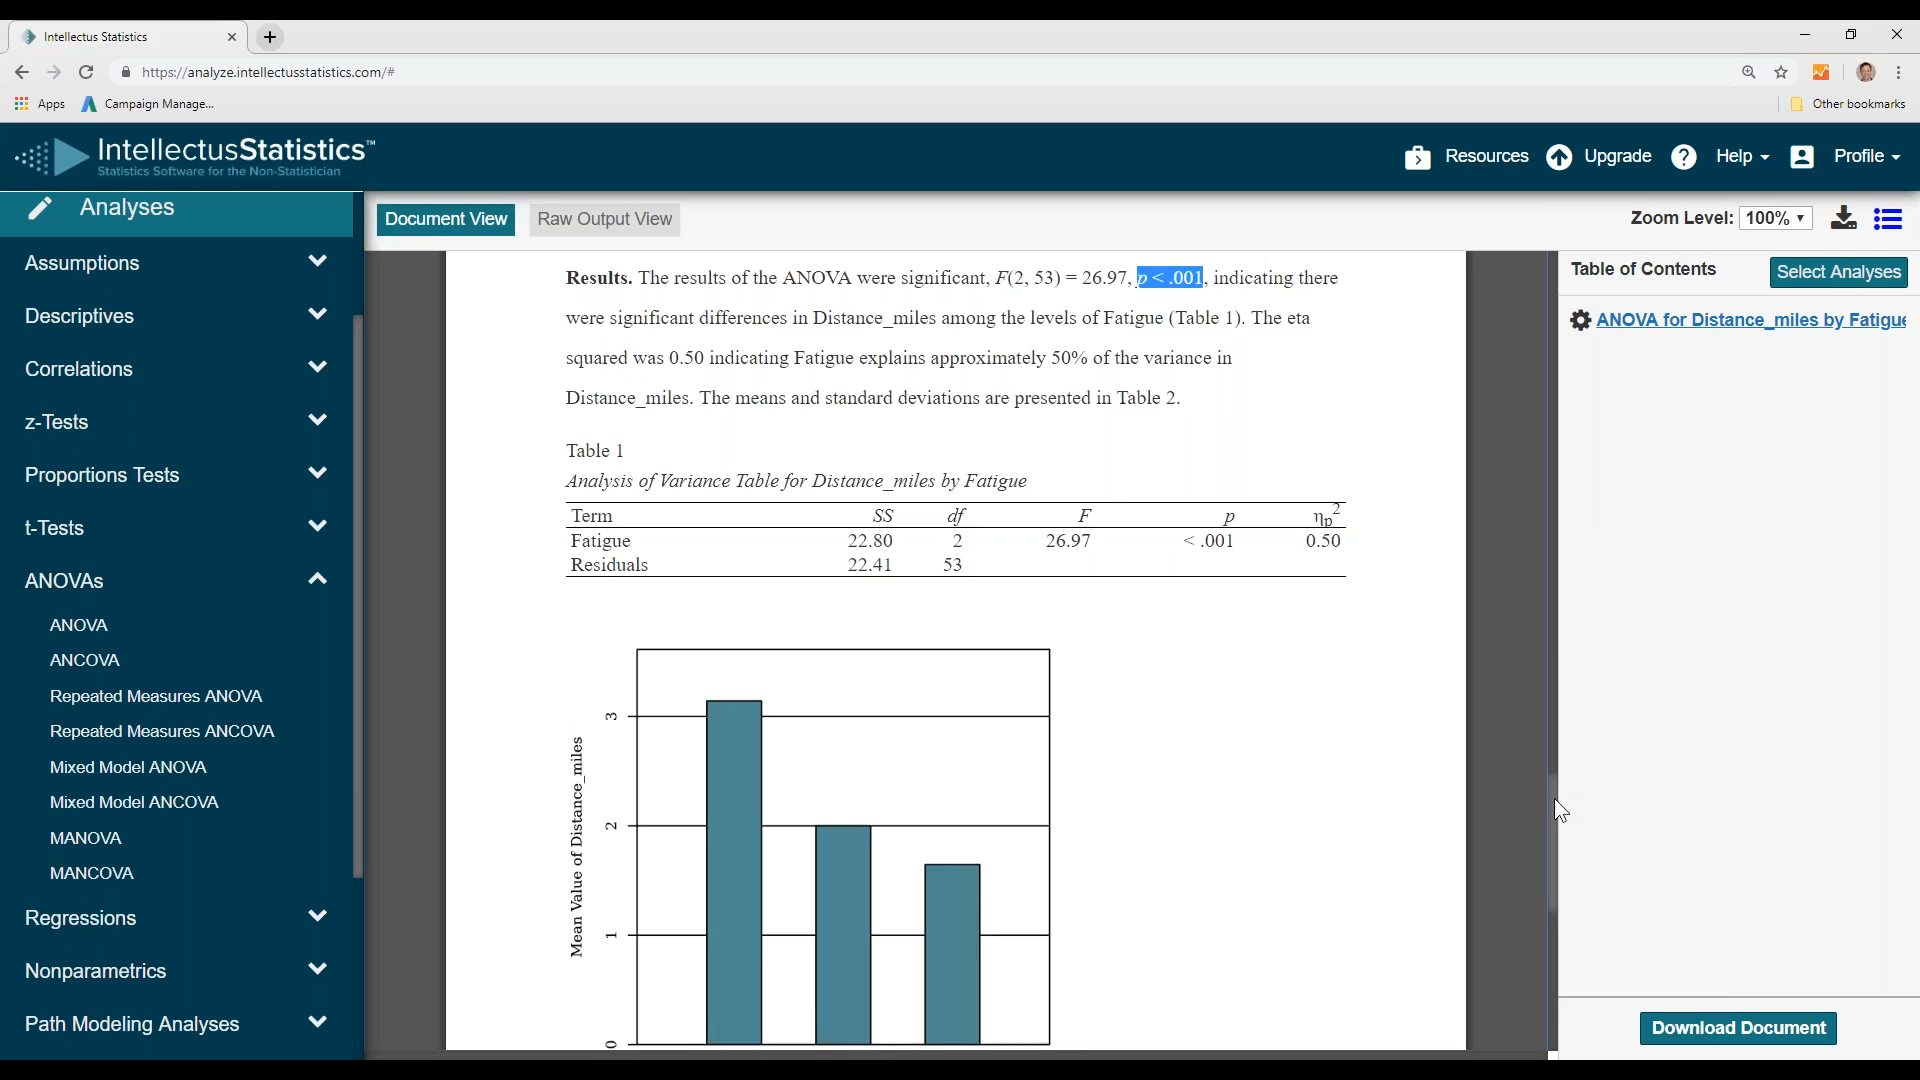 Intellectus Statistics
https://analyze.intellectusstatistics.com/#
Apps
Campaign Manage...
Other bookmarks
IntellectusStatistics™
Statistics Software for the Non-Statistician
Resources
Upgrade
Help
Profile
Analyses
Assumptions
Descriptives
Correlations
z-Tests
Proportions Tests
t-Tests
ANOVAs
ANOVA
ANCOVA
Repeated Measures ANOVA
Repeated Measures ANCOVA
Mixed Model ANOVA
Mixed Model ANCOVA
MANOVA
MANCOVA
Regressions
Nonparametrics
Path Modeling Analyses
Document View
Raw Output View
Zoom Level: 100%
Results. The results of the ANOVA were significant, F(2, 53) = 26.97, p < .001, indicating there
were significant differences in Distance_miles among the levels of Fatigue (Table 1). The eta
squared was 0.50 indicating Fatigue explains approximately 50% of the variance in
Distance_miles. The means and standard deviations are presented in Table 2.
Table 1
Analysis of Variance Table for Distance_miles by Fatigue
Term SS df F p ηp²
Fatigue 22.80 2 26.97 < .001 0.50
Residuals 22.41 53
Mean Value of Distance_miles
3
2
1
0
Table of Contents
Select Analyses
ANOVA for Distance_miles by Fatigue
Download Document